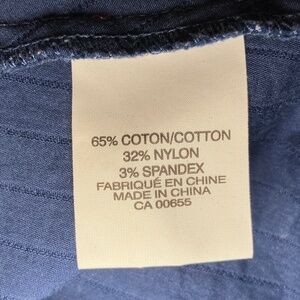 65% COTON/COTTON
32% NYLON
3% SPANDEX
FABRIQUÉ EN CHINE
MADE IN CHINA
CA 00655